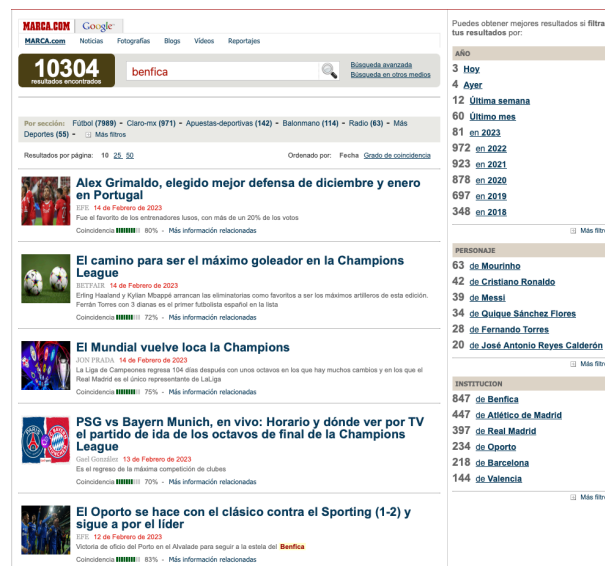 MARCA.COM Google™
MARCA.com Noticias Fotografías Blogs Vídeos Reportajes
10304
resultados encontrados
benfica
Búsqueda avanzada
Búsqueda en otros medios
Por sección: Fútbol (7989) - Claro-mx (971) - Apuestas-deportivas (142) - Balonmano (114) - Radio (63) - Más
Deportes (55) - Más filtros
Resultados por página: 10 25 50 Ordenado por: Fecha Grado de coincidencia
Alex Grimaldo, elegido mejor defensa de diciembre y enero
en Portugal
EFE 14 de Febrero de 2023
Fue el favorito de los entrenadores lusos, con más de un 20% de los votos
Coincidencia 80% - Más información relacionadas
El camino para ser el máximo goleador en la Champions
League
BETFAIR 14 de Febrero de 2023
Erling Haaland y Kylian Mbappé arrancan las eliminatorias como favoritos a ser los máximos artilleros de esta edición.
Ferrán Torres con 3 dianas es el primer futbolista español en la lista
Coincidencia 72% - Más información relacionadas
El Mundial vuelve loca la Champions
JON PRADA 14 de Febrero de 2023
La Liga de Campeones regresa 104 días después con unos octavos en los que hay muchos cambios y en los que el
Real Madrid es el único representante de LaLiga
Coincidencia 75% - Más información relacionadas
PSG vs Bayern Munich, en vivo: Horario y dónde ver por TV
el partido de ida de los octavos de final de la Champions
League
Gael González 13 de Febrero de 2023
Es el regreso de la máxima competición de clubes
Coincidencia 70% - Más información relacionadas
El Oporto se hace con el clásico contra el Sporting (1-2) y
sigue a por el líder
EFE 12 de Febrero de 2023
Victoria de oficio del Porto en el Alvalade para seguir a la estela del Benfica
Coincidencia 83% - Más información relacionadas
Puedes obtener mejores resultados si filtra
tus resultados por:
AÑO
3 Hoy
4 Ayer
12 Última semana
60 Último mes
81 en 2023
972 en 2022
923 en 2021
878 en 2020
697 en 2019
348 en 2018
Más filtr
PERSONAJE
63 de Mourinho
42 de Cristiano Ronaldo
39 de Messi
34 de Quique Sánchez Flores
28 de Fernando Torres
20 de José Antonio Reyes Calderón
Más filtr
INSTITUCION
847 de Benfica
447 de Atlético de Madrid
397 de Real Madrid
234 de Oporto
218 de Barcelona
144 de Valencia
Más filtr